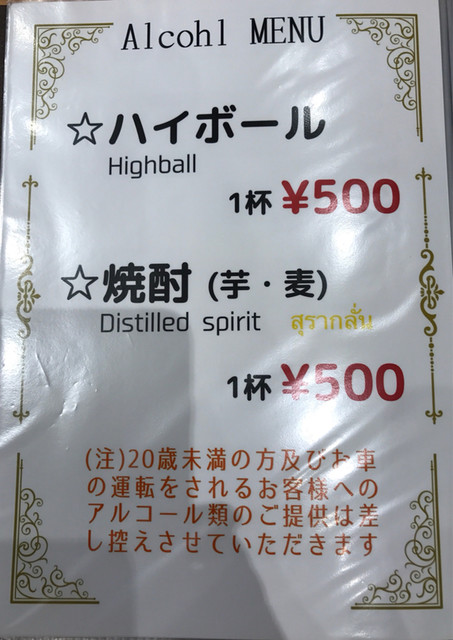 Alcohl MENU
☆ハイボール
Highball
1杯 ¥500
☆焼酎 (芋・麦)
Distilled spirit สุรากลั่น
1杯 ¥500
(注)20歳未満の方及びお車
の運転をされるお客様への
アルコール類のご提供は差
し控えさせていただきます